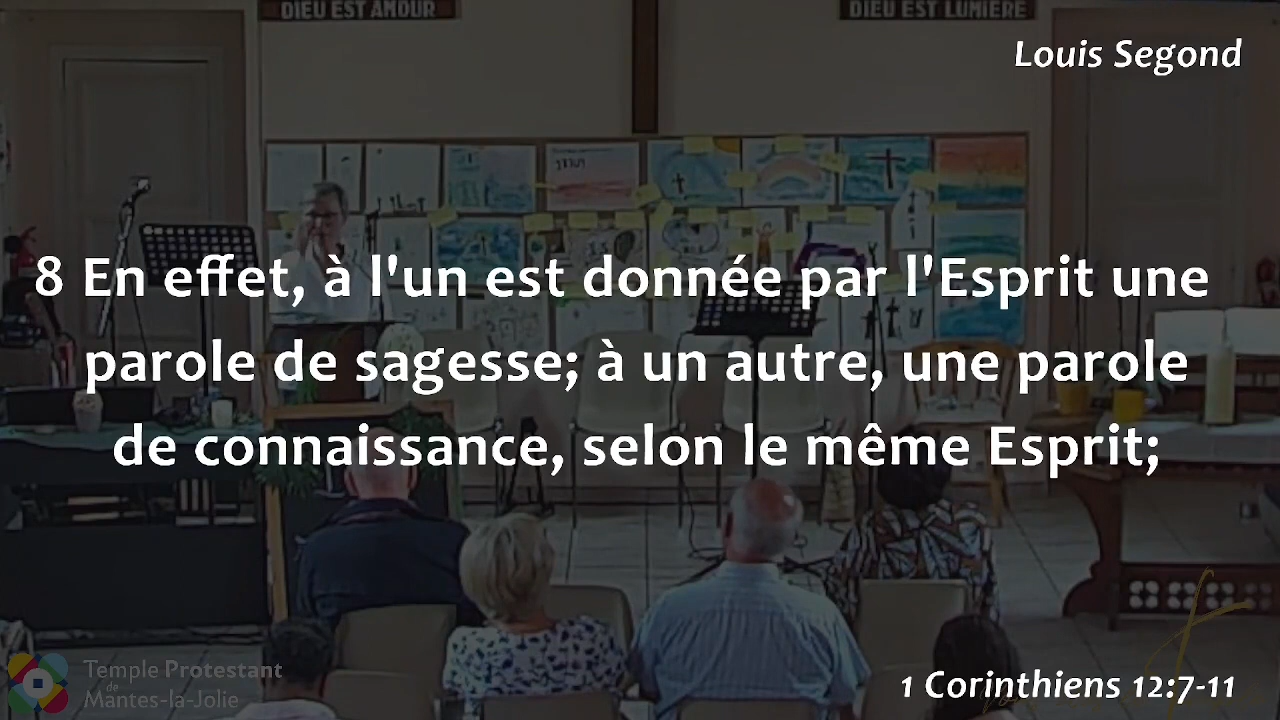 DIEU EST AMOUR
DIEU EST LUMIERE
Louis Segond
8 En effet, à l'un est donnée par l'Esprit une
parole de sagesse; à un autre, une parole
de connaissance, selon le même Esprit;
Temple Protestant
de
Mantes-la-Jolie
1 Corinthiens 12:7-11